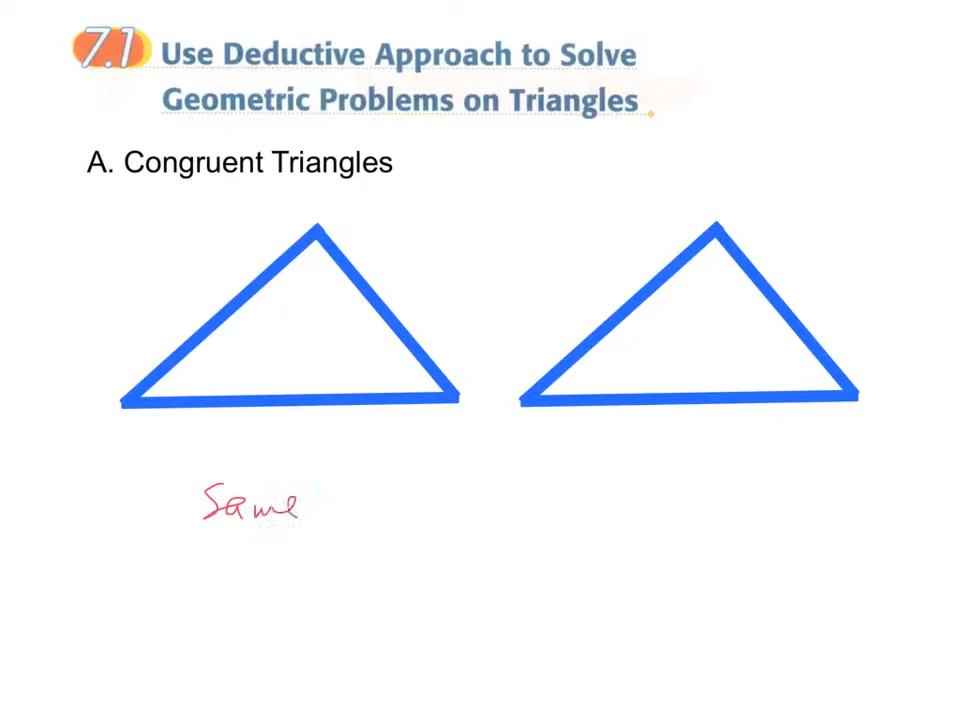 7.1 Use Deductive Approach to Solve
Geometric Problems on Triangles
A. Congruent Triangles
Same